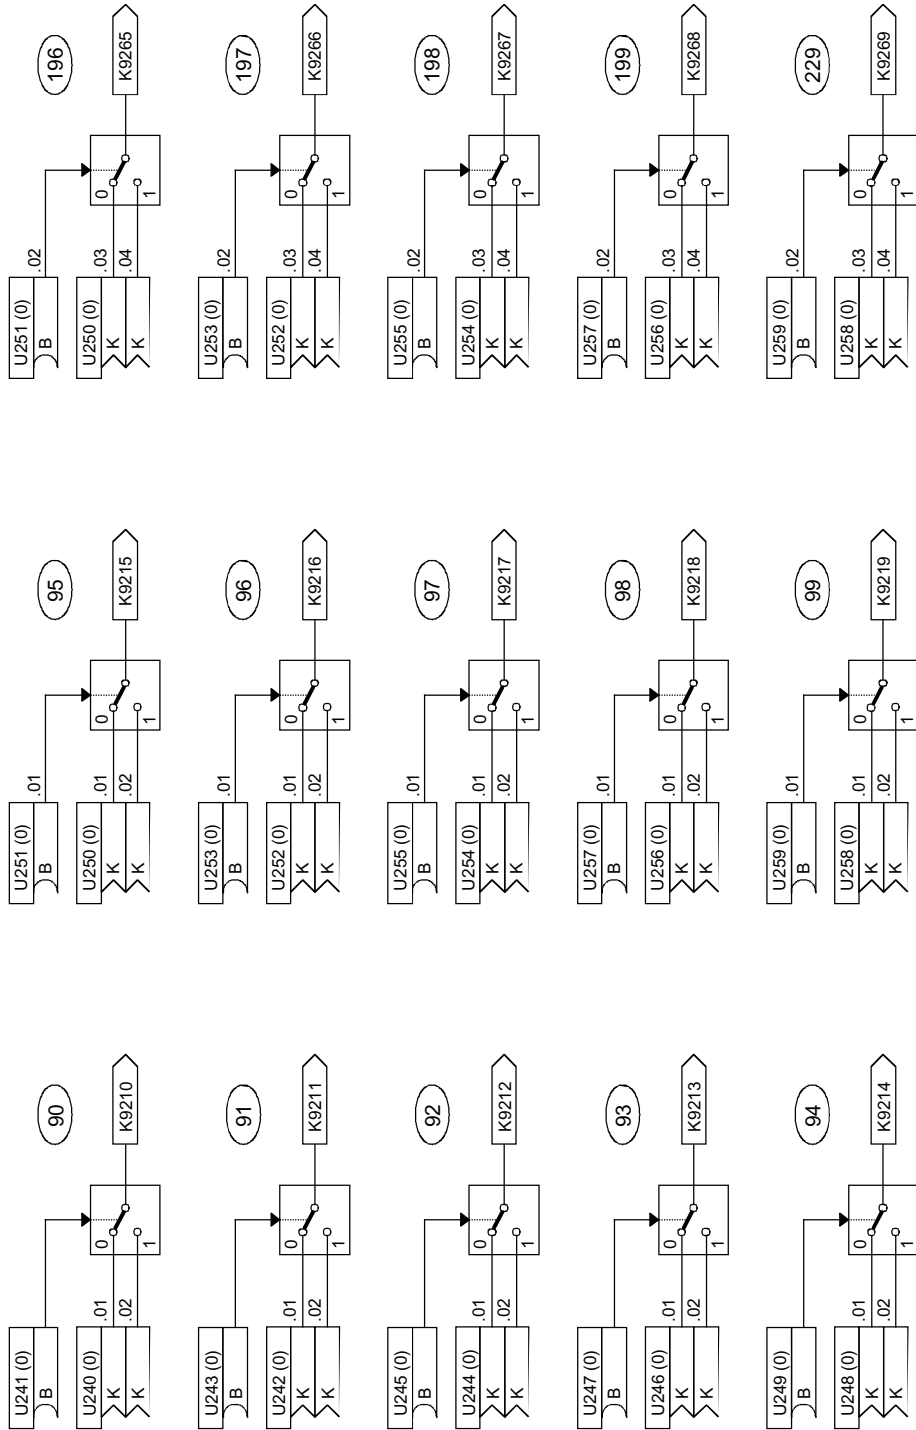 U241 (0)
B
90
U240 (0)
0
K .01
K9210
K .02
1
U251 (0)
B .01
95
U250 (0)
0
K .01
K9215
K .02
1
U251 (0)
B .02
196
U250 (0)
0
K .03
K9265
K .04
1
U243 (0)
B
91
U242 (0)
0
K .01
K9211
K .02
1
U253 (0)
B .01
96
U252 (0)
0
K .01
K9216
K .02
1
U253 (0)
B .02
197
U252 (0)
0
K .03
K9266
K .04
1
U245 (0)
B
92
U244 (0)
0
K .01
K9212
K .02
1
U255 (0)
B .01
97
U254 (0)
0
K .01
K9217
K .02
1
U255 (0)
B .02
198
U254 (0)
0
K .03
K9267
K .04
1
U247 (0)
B
93
U246 (0)
0
K .01
K9213
K .02
1
U257 (0)
B .01
98
U256 (0)
0
K .01
K9218
K .02
1
U257 (0)
B .02
199
U256 (0)
0
K .03
K9268
K .04
1
U249 (0)
B
94
U248 (0)
0
K .01
K9214
K .02
1
U259 (0)
B .01
99
U258 (0)
0
K .01
K9219
K .02
1
U259 (0)
B .02
229
U258 (0)
0
K .03
K9269
K .04
1